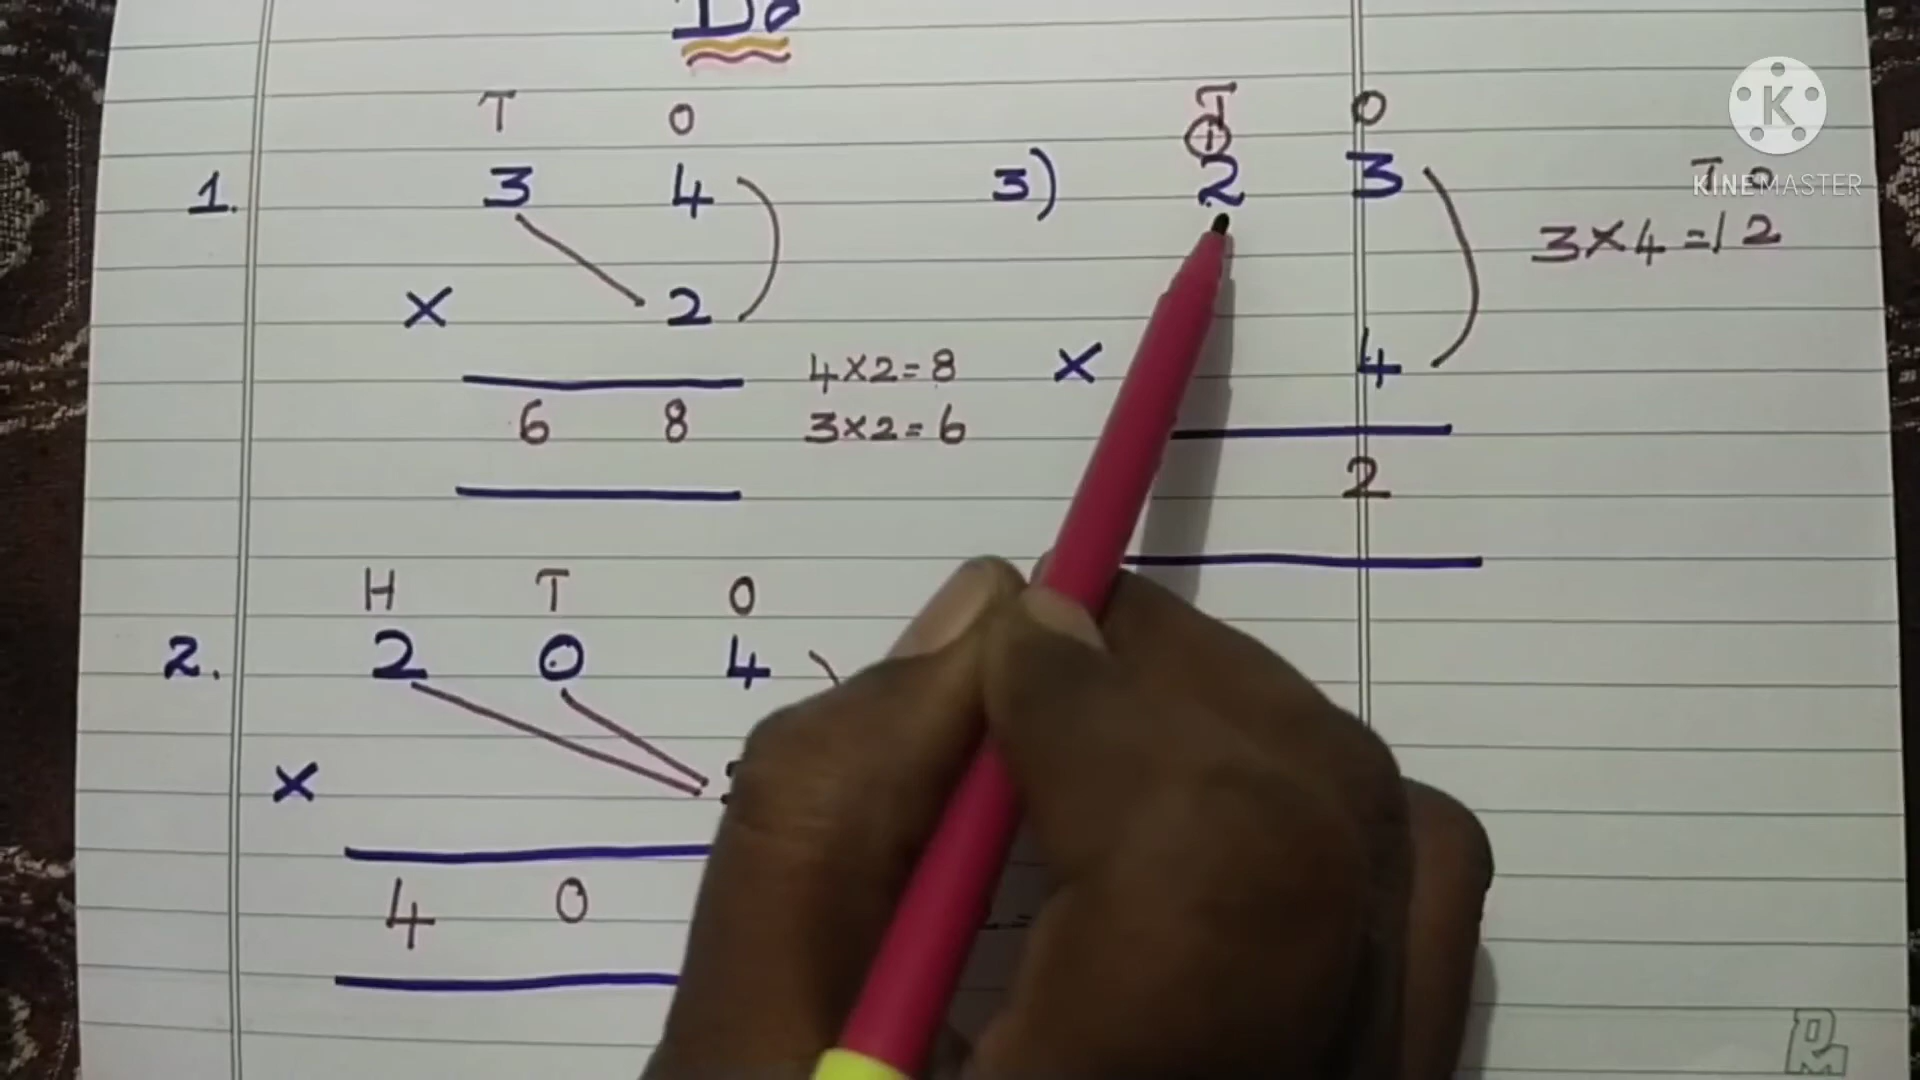 Do
T O
1. 3 4
× 2
6 8
4×2=8
3×2=6
H T O
2. 2 0 4
×
4 0
T O
3) 2 3
× 4
2
T O
3×4=12
K
KINEMASTER